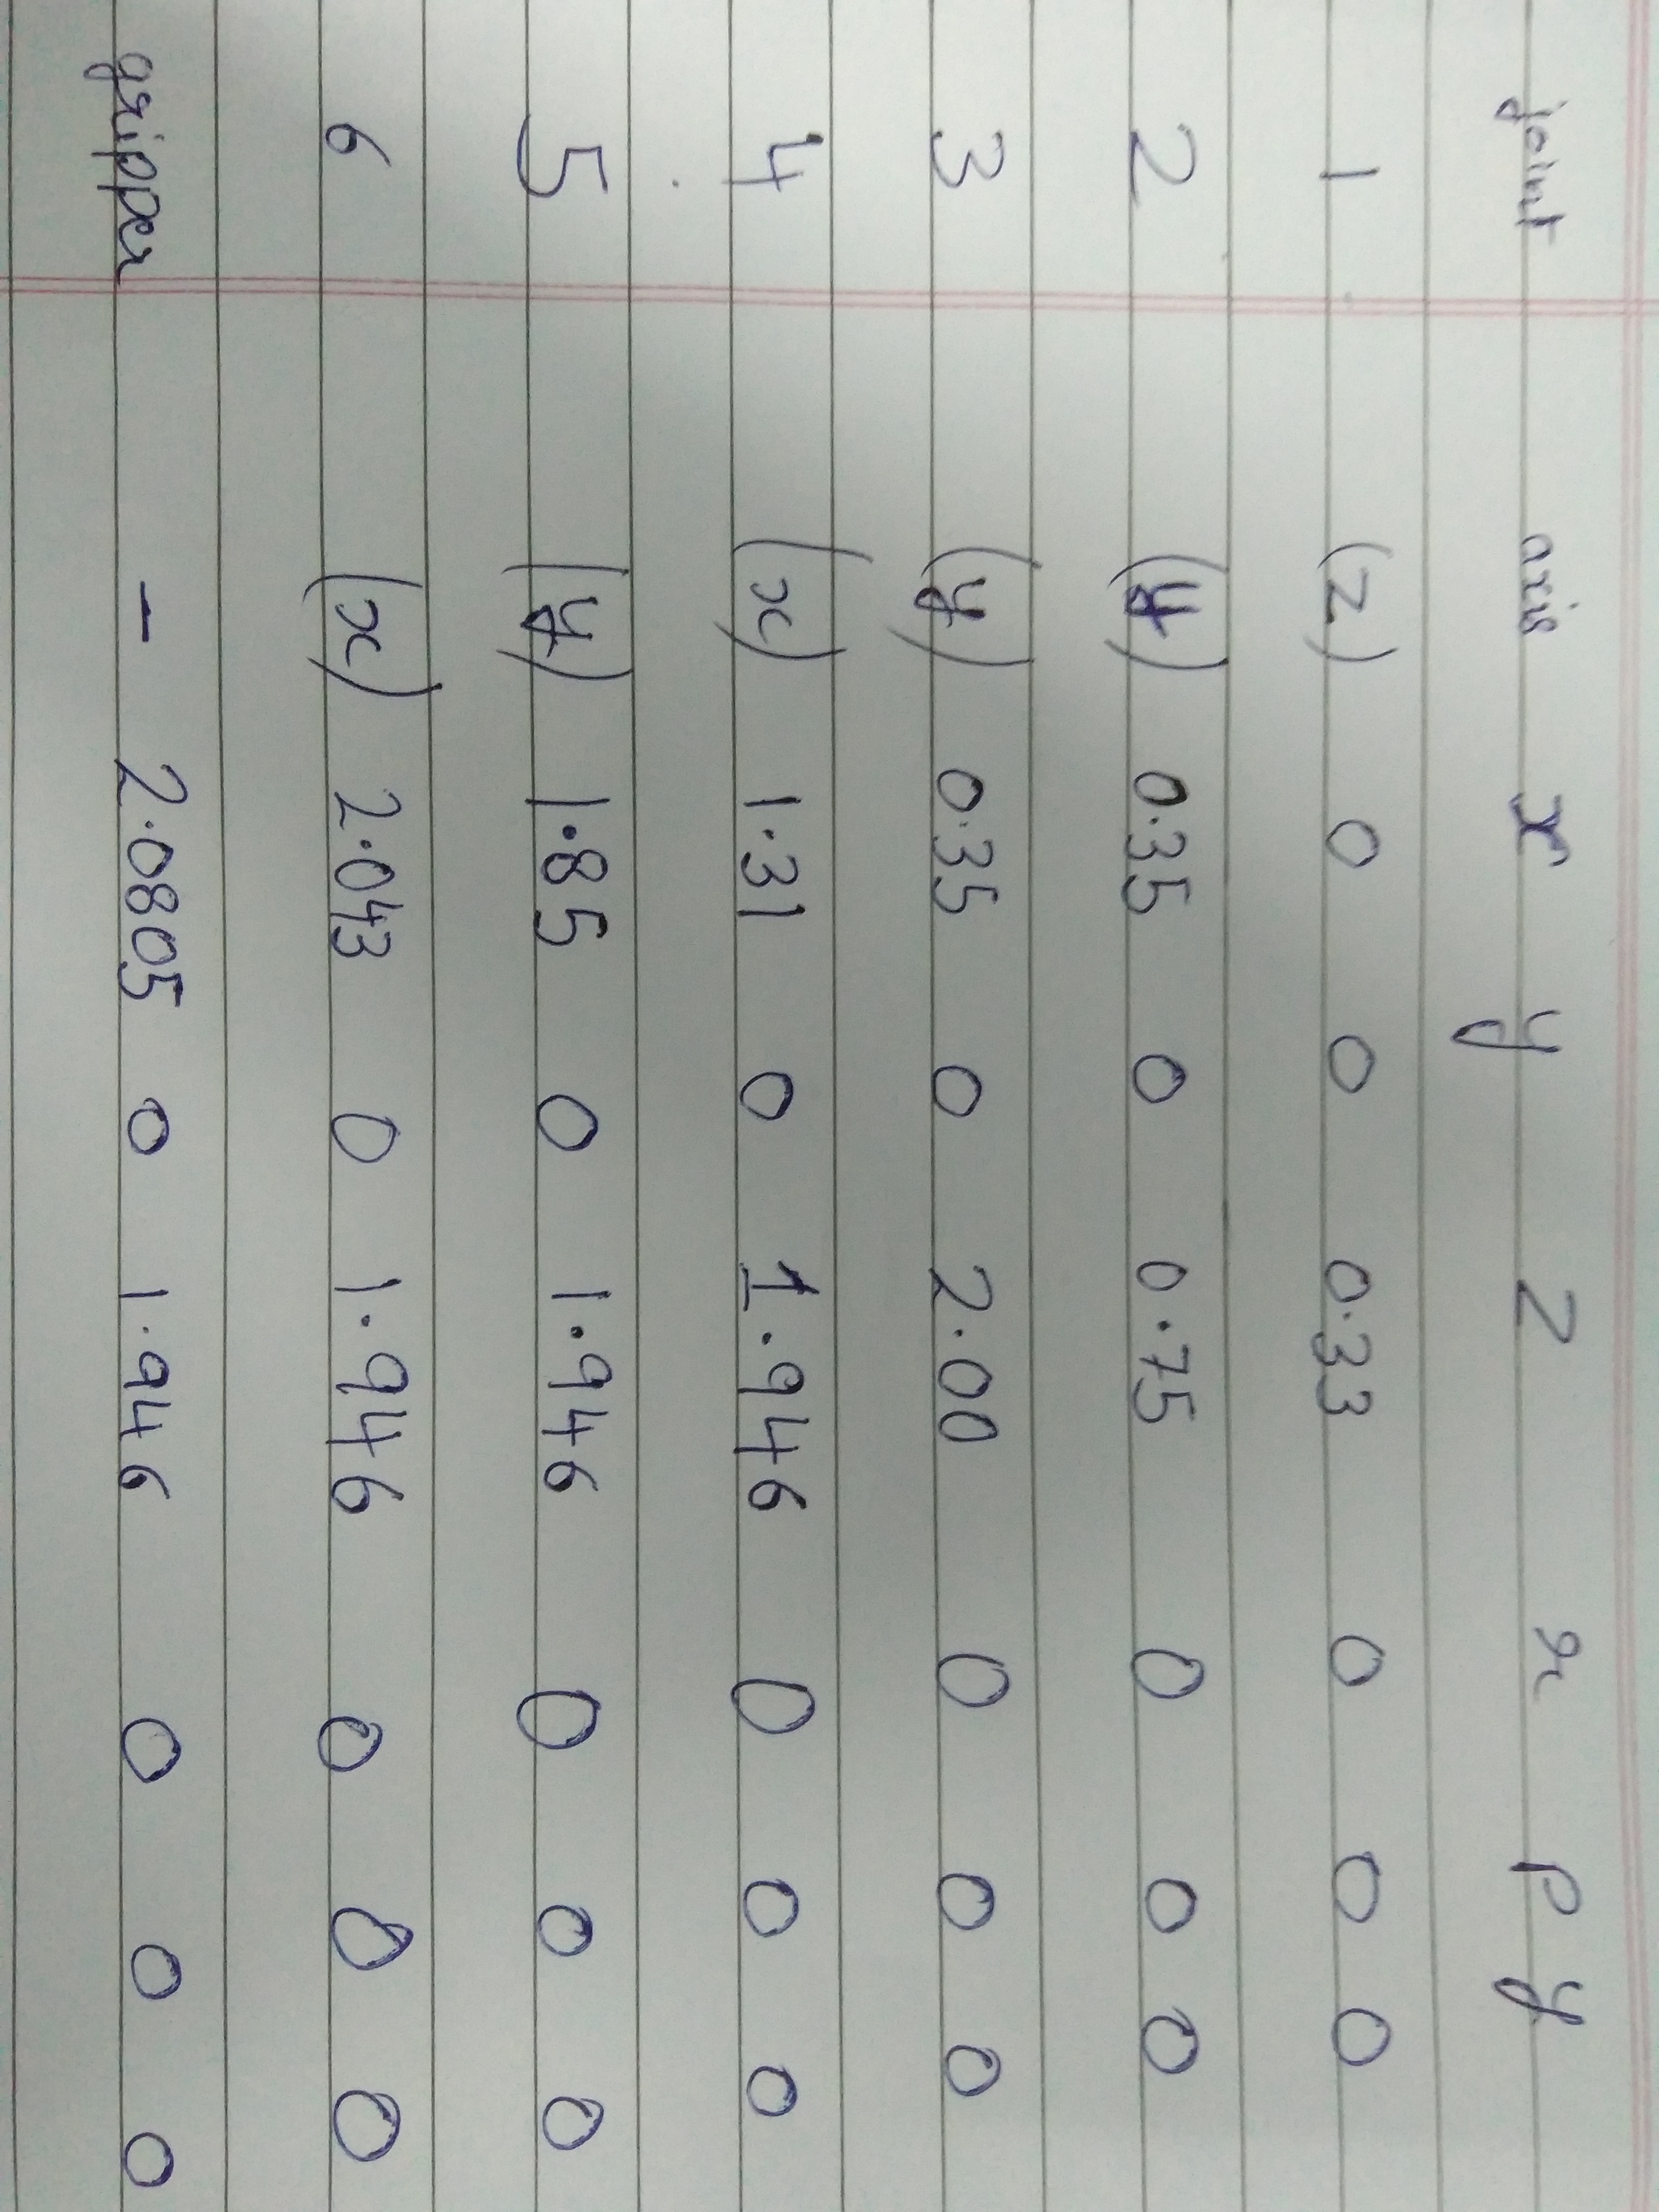 joint axis x y z r p y
1 (z) 0 0 0.33 0 0 0
2 (y) 0.35 0 0.75 0 0 0
3 (y) 0.35 0 2.00 0 0 0
4 (x) 1.31 0 1.946 0 0 0
5 (y) 1.85 0 1.946 0 0 0
6 (x) 2.043 0 1.946 0 0 0
gripper - 2.0805 0 1.946 0 0 0